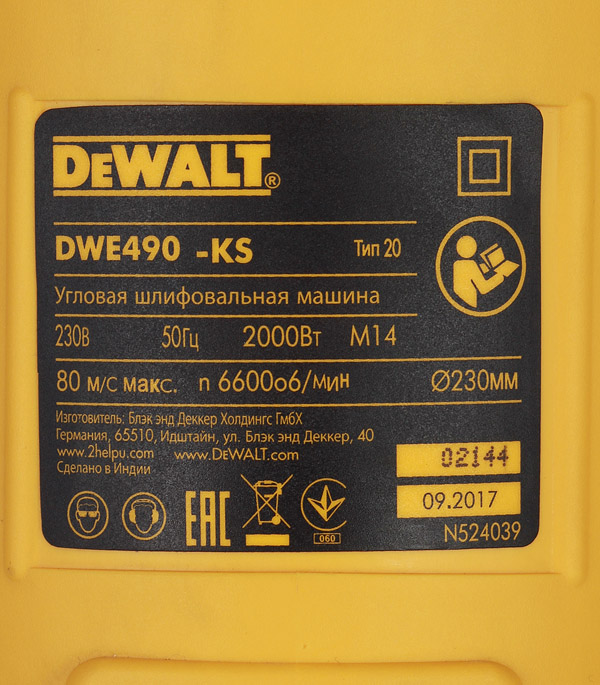 DEWALT®
DWE490 -KS Тип 20
Угловая шлифовальная машина
230В 50Гц 2000Вт М14
80 м/с макс. n 6600об/мин Ø230мм
Изготовитель: Блэк энд Деккер Холдингс ГмбХ
Германия, 65510, Идштайн, ул. Блэк энд Деккер, 40
www.2helpu.com www.DEWALT.com
Сделано в Индии
02144
09.2017
EAC
060
N524039